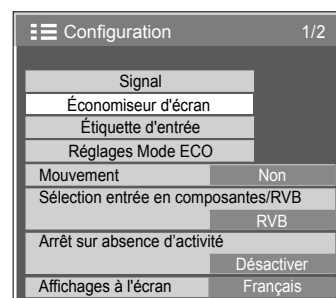 Configuration 1/2
Signal
Économiseur d'écran
Étiquette d'entrée
Réglages Mode ECO
Mouvement Non
Sélection entrée en composantes/RVB
RVB
Arrêt sur absence d'activité
Désactiver
Affichages à l'écran Français